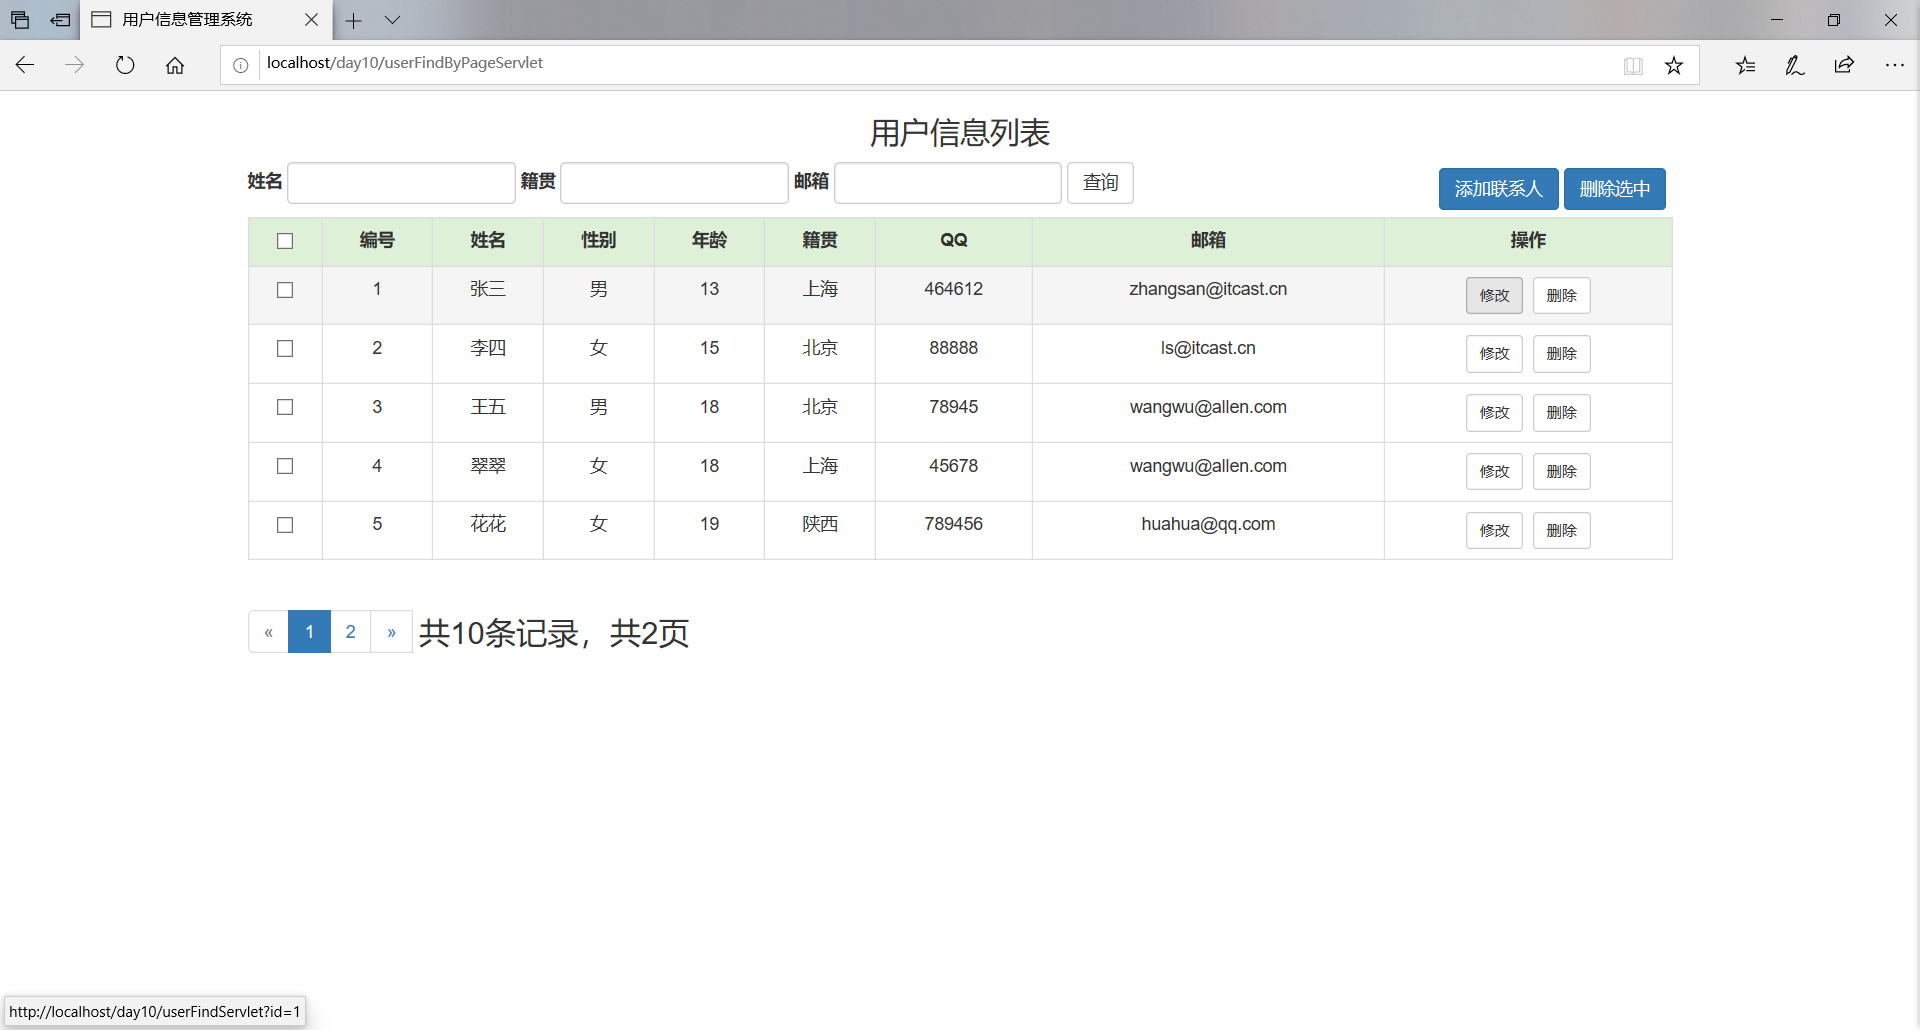 用户信息管理系统
localhost/day10/userFindByPageServlet
用户信息列表
姓名 籍贯 邮箱 查询 添加联系人 删除选中
编号 姓名 性别 年龄 籍贯 QQ 邮箱 操作
1 张三 男 13 上海 464612 zhangsan@itcast.cn 修改 删除
2 李四 女 15 北京 88888 ls@itcast.cn 修改 删除
3 王五 男 18 北京 78945 wangwu@allen.com 修改 删除
4 翠翠 女 18 上海 45678 wangwu@allen.com 修改 删除
5 花花 女 19 陕西 789456 huahua@qq.com 修改 删除
« 1 2 » 共10条记录，共2页
http://localhost/day10/userFindServlet?id=1